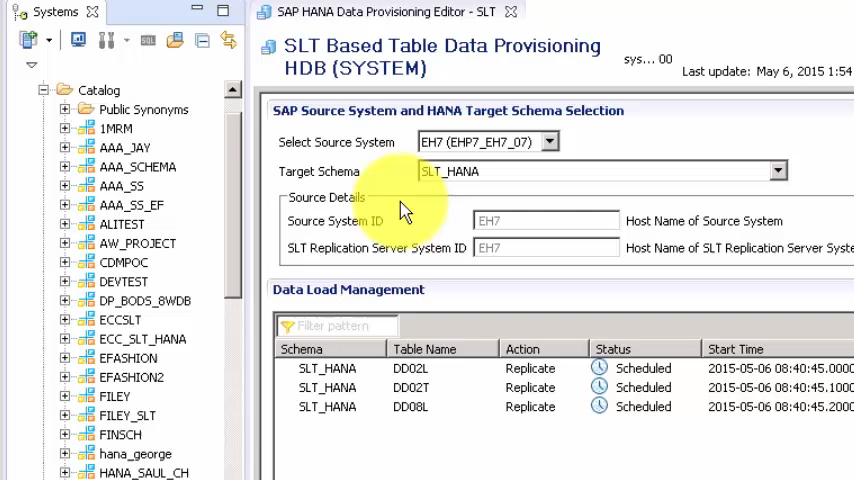 Systems
Catalog
Public Synonyms
1MRM
AAA_JAY
AAA_SCHEMA
AAA_SS
AAA_SS_EF
ALITEST
AW_PROJECT
CDMPOC
DEVTEST
DP_BODS_8WDB
ECCSLT
ECC_SLT_HANA
EFASHION
EFASHION2
FILEY
FILEY_SLT
FINSCH
hana_george
HANA_SAUL_CH
SAP HANA Data Provisioning Editor - SLT
SLT Based Table Data Provisioning
HDB (SYSTEM)
sys... 00
Last update: May 6, 2015 1:54
SAP Source System and HANA Target Schema Selection
Select Source System EH7 (EHP7_EH7_07)
Target Schema SLT_HANA
Source Details
Source System ID EH7 Host Name of Source System
SLT Replication Server System ID EH7 Host Name of SLT Replication Server Syste
Data Load Management
Filter pattern
Schema Table Name Action Status Start Time
SLT_HANA DD02L Replicate Scheduled 2015-05-06 08:40:45.0000
SLT_HANA DD02T Replicate Scheduled 2015-05-06 08:40:45.1000
SLT_HANA DD08L Replicate Scheduled 2015-05-06 08:40:45.2000